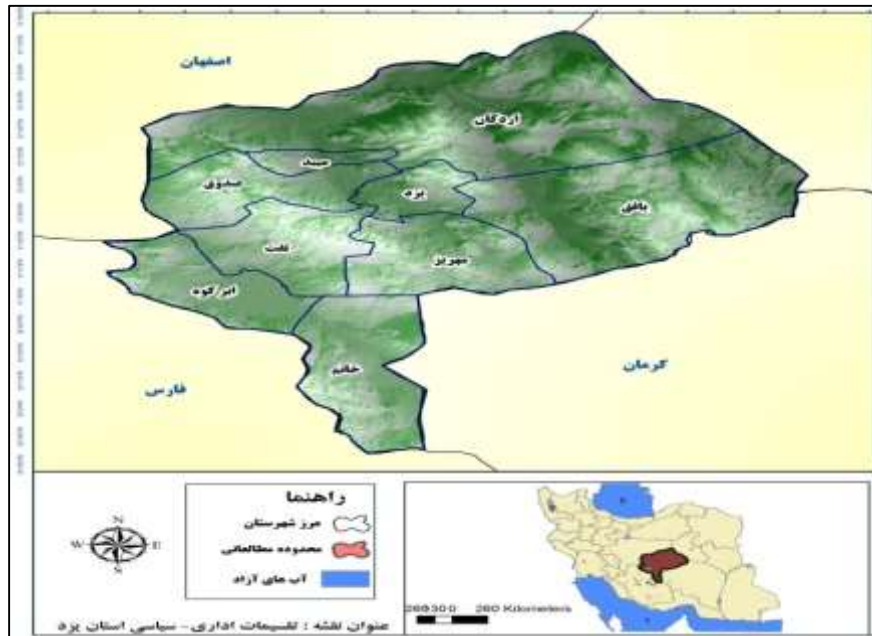 اصفهان
اردکان
میبد
صدوق
یزد
بافق
تفت
مهریز
ابرکوه
خاتم
کرمان
فارس
راهنما
مرز شهرستان
محدوده مطالعاتی
آب های آزاد
N
W
E
S
260 Kilometers
عنوان نقشه : تقسیمات اداری- سیاسی استان یزد